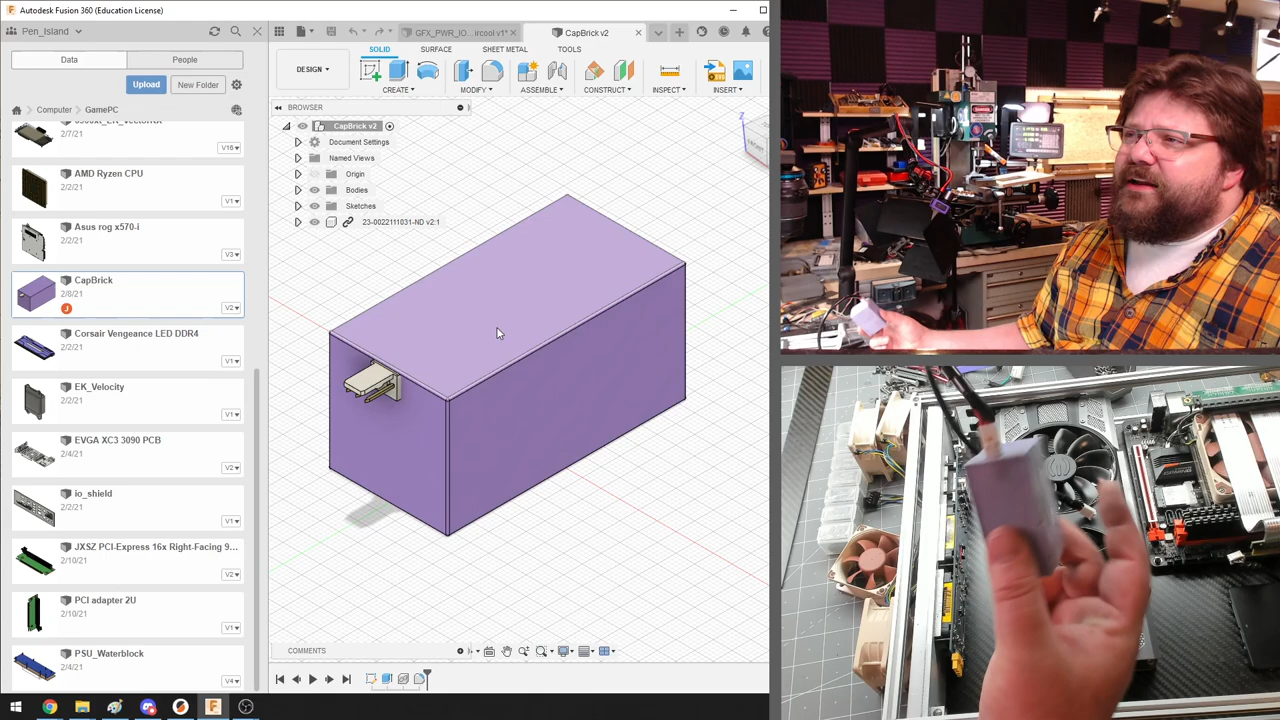 Autodesk Fusion 360 (Education License)
Pen_Island
GFX_PWR_IO...ircool v1*
CapBrick v2
Data
People
DESIGN
SOLID
SURFACE
SHEET METAL
TOOLS
Upload
New Folder
CREATE
MODIFY
ASSEMBLE
CONSTRUCT
INSPECT
INSERT
Computer
GamePC
BROWSER
CapBrick v2
Document Settings
Named Views
Origin
Bodies
Sketches
23-0022111031-ND v2:1
2/7/21
V16
AMD Ryzen CPU
2/2/21
V1
Asus rog x570-i
2/2/21
V3
CapBrick
2/8/21
V2
Corsair Vengeance LED DDR4
2/2/21
V1
EK_Velocity
2/2/21
V1
EVGA XC3 3090 PCB
2/4/21
V2
io_shield
2/2/21
V1
JXSZ PCI-Express 16x Right-Facing 9...
2/10/21
V2
PCI adapter 2U
2/10/21
V1
PSU_Waterblock
2/4/21
V4
COMMENTS